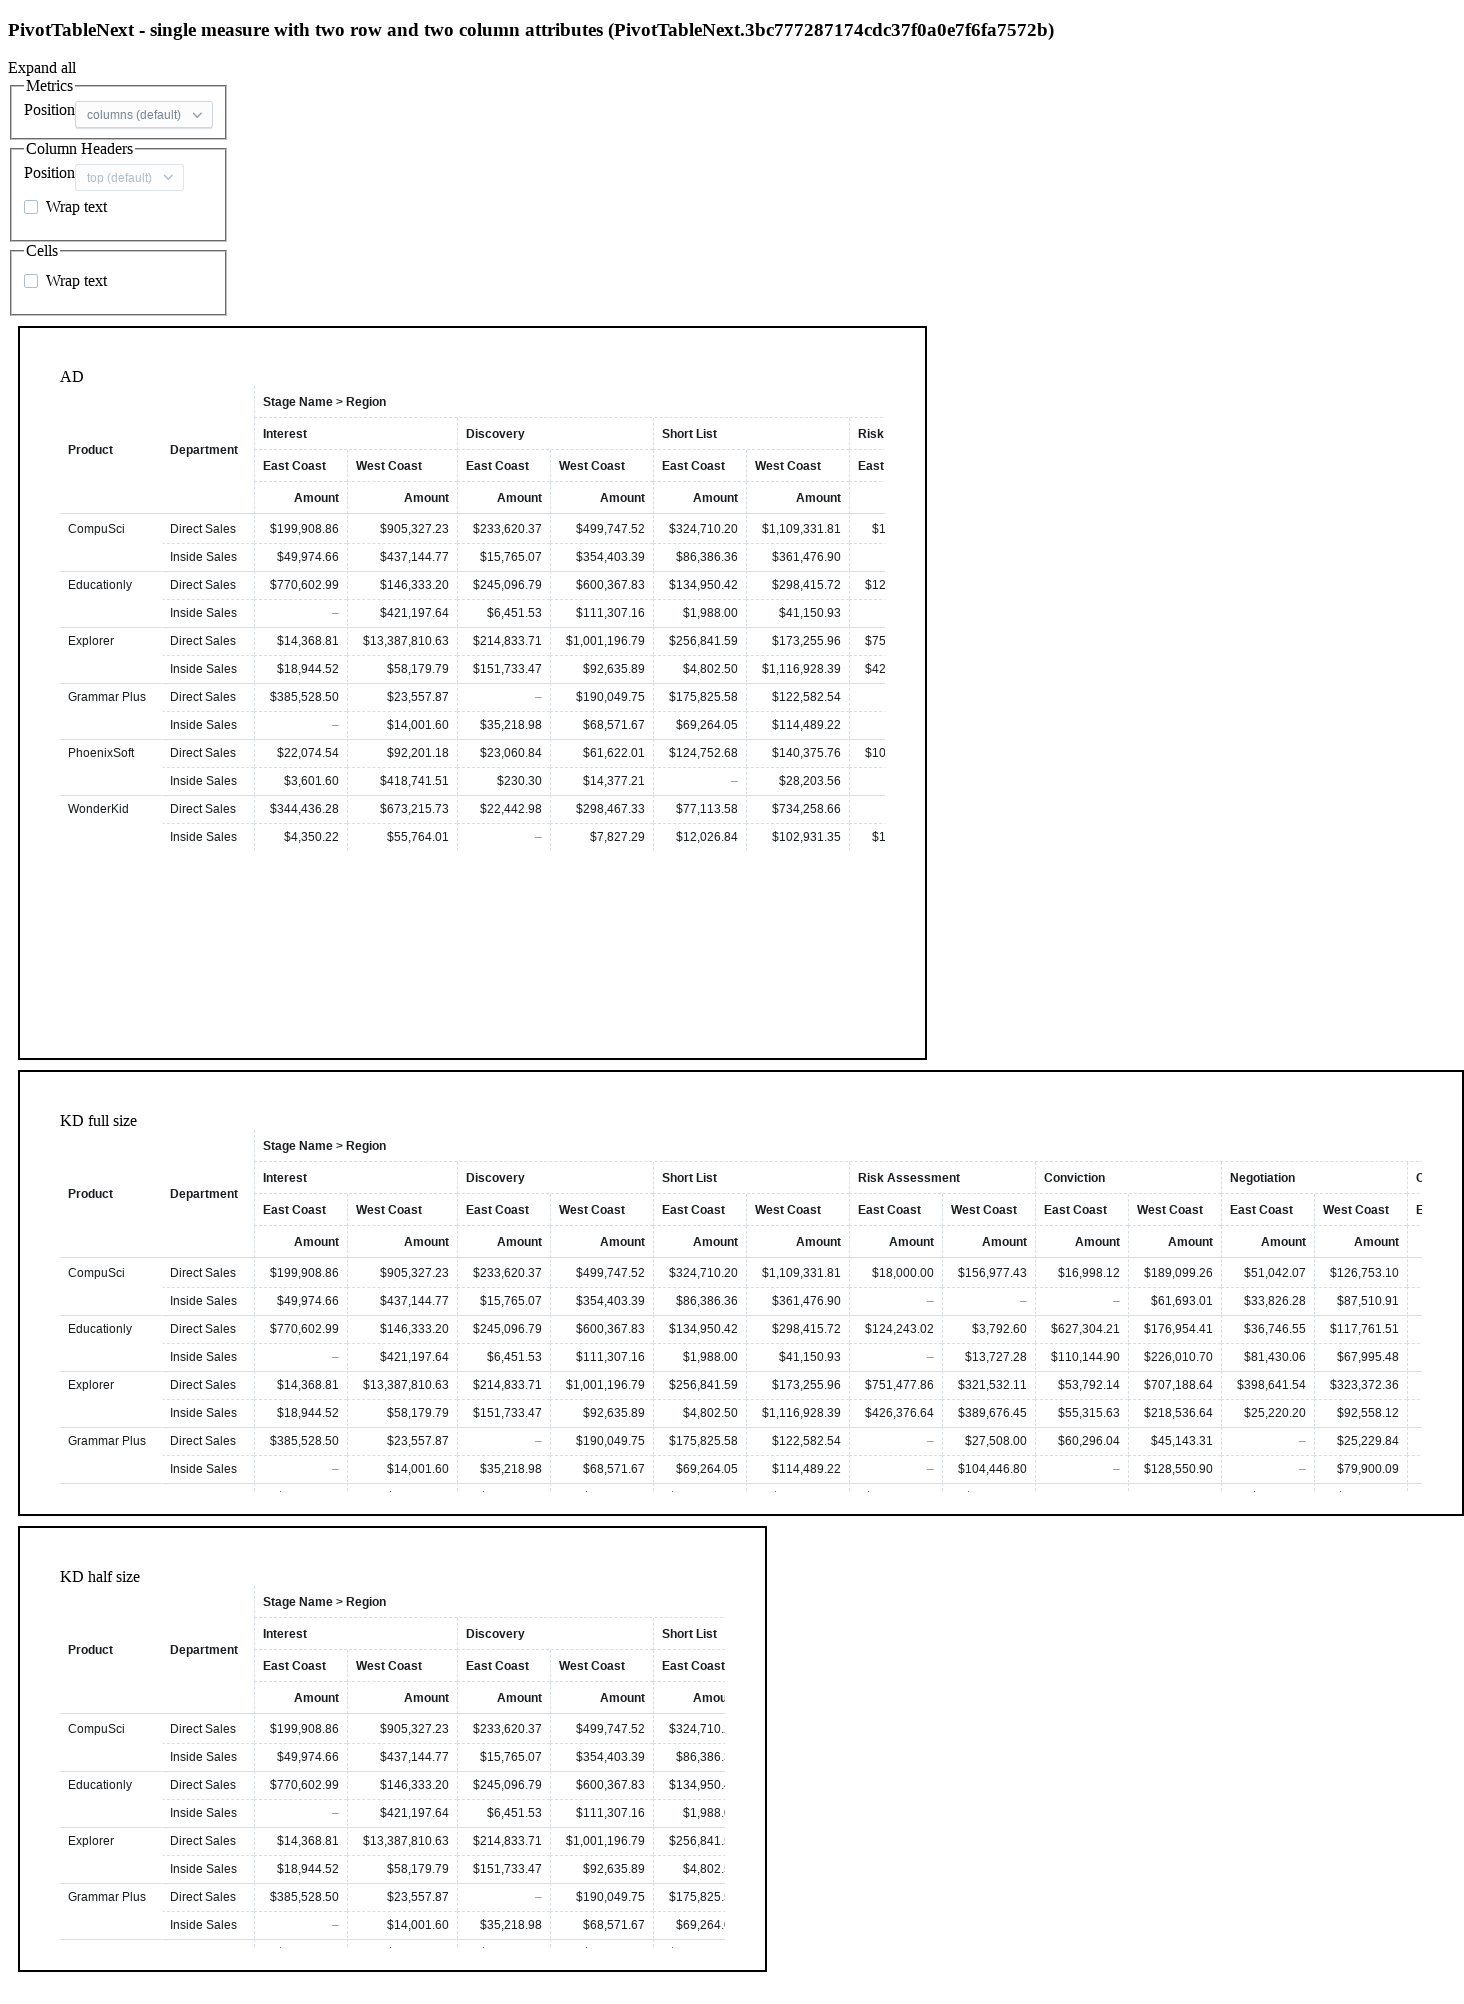 PivotTableNext - single measure with two row and two column attributes (PivotTableNext.3bc777287174cdc37f0a0e7f6fa7572b)
Expand all
Metrics
Position columns (default)
Column Headers
Position top (default)
Wrap text
Cells
Wrap text
AD
Stage Name > Region
Interest Discovery Short List Risk
Product Department
East Coast West Coast East Coast West Coast East Coast West Coast East
Amount Amount Amount Amount Amount Amount
CompuSci Direct Sales $199,908.86 $905,327.23 $233,620.37 $499,747.52 $324,710.20 $1,109,331.81 $1
Inside Sales $49,974.66 $437,144.77 $15,765.07 $354,403.39 $86,386.36 $361,476.90
Educationly Direct Sales $770,602.99 $146,333.20 $245,096.79 $600,367.83 $134,950.42 $298,415.72 $12
Inside Sales – $421,197.64 $6,451.53 $111,307.16 $1,988.00 $41,150.93
Explorer Direct Sales $14,368.81 $13,387,810.63 $214,833.71 $1,001,196.79 $256,841.59 $173,255.96 $75
Inside Sales $18,944.52 $58,179.79 $151,733.47 $92,635.89 $4,802.50 $1,116,928.39 $42
Grammar Plus Direct Sales $385,528.50 $23,557.87 – $190,049.75 $175,825.58 $122,582.54
Inside Sales – $14,001.60 $35,218.98 $68,571.67 $69,264.05 $114,489.22
PhoenixSoft Direct Sales $22,074.54 $92,201.18 $23,060.84 $61,622.01 $124,752.68 $140,375.76 $10
Inside Sales $3,601.60 $418,741.51 $230.30 $14,377.21 – $28,203.56
WonderKid Direct Sales $344,436.28 $673,215.73 $22,442.98 $298,467.33 $77,113.58 $734,258.66
Inside Sales $4,350.22 $55,764.01 – $7,827.29 $12,026.84 $102,931.35 $1
KD full size
Stage Name > Region
Interest Discovery Short List Risk Assessment Conviction Negotiation
Product Department
East Coast West Coast East Coast West Coast East Coast West Coast East Coast West Coast East Coast West Coast East Coast West Coast
Amount Amount Amount Amount Amount Amount Amount Amount Amount Amount Amount Amount
CompuSci Direct Sales $199,908.86 $905,327.23 $233,620.37 $499,747.52 $324,710.20 $1,109,331.81 $18,000.00 $156,977.43 $16,998.12 $189,099.26 $51,042.07 $126,753.10
Inside Sales $49,974.66 $437,144.77 $15,765.07 $354,403.39 $86,386.36 $361,476.90 – – – $61,693.01 $33,826.28 $87,510.91
Educationly Direct Sales $770,602.99 $146,333.20 $245,096.79 $600,367.83 $134,950.42 $298,415.72 $124,243.02 $3,792.60 $627,304.21 $176,954.41 $36,746.55 $117,761.51
Inside Sales – $421,197.64 $6,451.53 $111,307.16 $1,988.00 $41,150.93 – $13,727.28 $110,144.90 $226,010.70 $81,430.06 $67,995.48
Explorer Direct Sales $14,368.81 $13,387,810.63 $214,833.71 $1,001,196.79 $256,841.59 $173,255.96 $751,477.86 $321,532.11 $53,792.14 $707,188.64 $398,641.54 $323,372.36
Inside Sales $18,944.52 $58,179.79 $151,733.47 $92,635.89 $4,802.50 $1,116,928.39 $426,376.64 $389,676.45 $55,315.63 $218,536.64 $25,220.20 $92,558.12
Grammar Plus Direct Sales $385,528.50 $23,557.87 – $190,049.75 $175,825.58 $122,582.54 – $27,508.00 $60,296.04 $45,143.31 – $25,229.84
Inside Sales – $14,001.60 $35,218.98 $68,571.67 $69,264.05 $114,489.22 – $104,446.80 – $128,550.90 – $79,900.09
KD half size
Stage Name > Region
Interest Discovery Short List
Product Department
East Coast West Coast East Coast West Coast East Coast
Amount Amount Amount Amount Amou
CompuSci Direct Sales $199,908.86 $905,327.23 $233,620.37 $499,747.52 $324,710.
Inside Sales $49,974.66 $437,144.77 $15,765.07 $354,403.39 $86,386.
Educationly Direct Sales $770,602.99 $146,333.20 $245,096.79 $600,367.83 $134,950.
Inside Sales – $421,197.64 $6,451.53 $111,307.16 $1,988.
Explorer Direct Sales $14,368.81 $13,387,810.63 $214,833.71 $1,001,196.79 $256,841.
Inside Sales $18,944.52 $58,179.79 $151,733.47 $92,635.89 $4,802.
Grammar Plus Direct Sales $385,528.50 $23,557.87 – $190,049.75 $175,825.
Inside Sales – $14,001.60 $35,218.98 $68,571.67 $69,264.